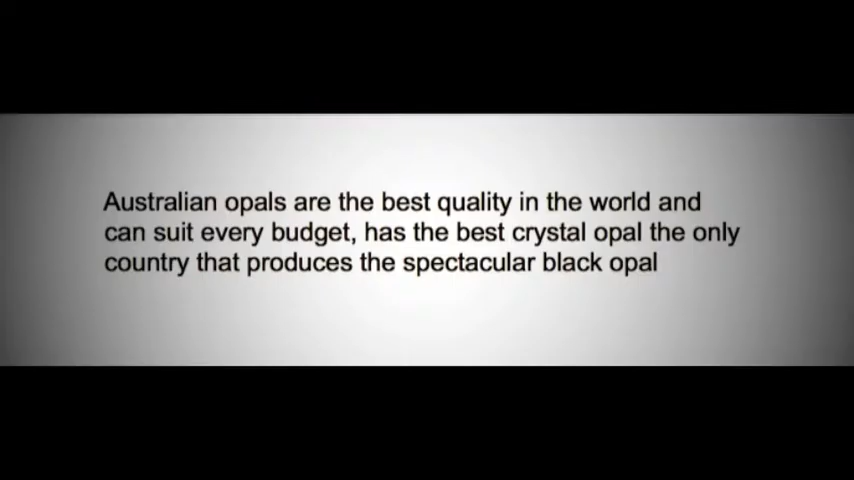 Australian opals are the best quality in the world and
can suit every budget, has the best crystal opal the only
country that produces the spectacular black opal